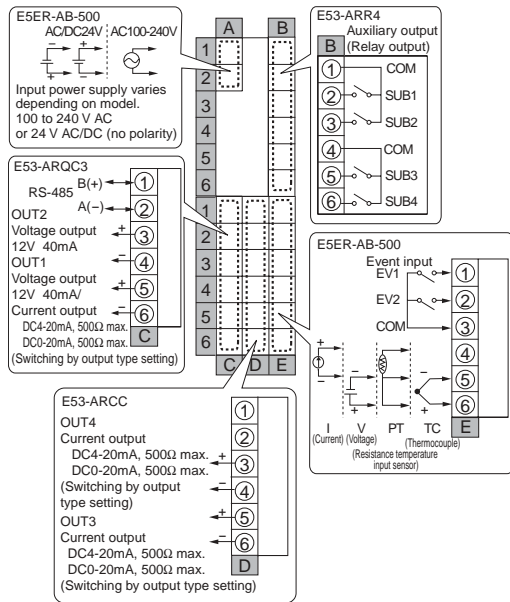 E5ER-AB-500
AC/DC24V
AC100-240V
− +
+ −
Input power supply varies
depending on model.
100 to 240 V AC
or 24 V AC/DC (no polarity)
A
B
1
2
3
4
5
6
1
2
3
4
5
6
C
D
E
E53-ARR4
Auxiliary output
(Relay output)
B
1 COM
2 SUB1
3 SUB2
4 COM
5 SUB3
6 SUB4
E53-ARQC3
RS-485
B(+) 1
A(−) 2
OUT2
Voltage output + 3
12V 40mA
OUT1 − 4
Voltage output
12V 40mA/ + 5
Current output − 6
DC4-20mA, 500Ω max.
DC0-20mA, 500Ω max.
(Switching by output type setting)
C
E5ER-AB-500
Event input
EV1 1
EV2 2
COM 3
4
5
6
E
+
−
−
+
−
+
I
V
PT
TC
(Current)
(Voltage)
(Thermocouple)
(Resistance temperature
input sensor)
E53-ARCC
1
OUT4
2
Current output
DC4-20mA, 500Ω max. + 3
DC0-20mA, 500Ω max.
(Switching by output − 4
type setting)
OUT3 + 5
Current output − 6
DC4-20mA, 500Ω max.
DC0-20mA, 500Ω max.
D
(Switching by output type setting)